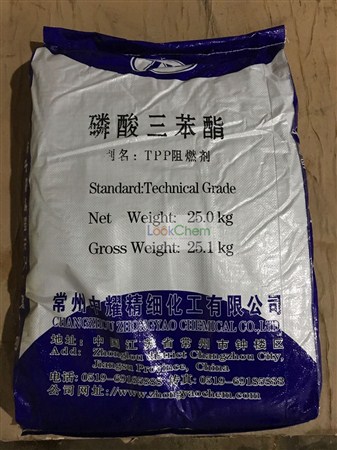 磷酸三苯酯
别名：TPP阻燃剂
Standard:Technical Grade
Net Weight: 25.0 kg
Gross Weight: 25.1 kg
LookChem
常州中耀精细化工有限公司
CHANGZHOU ZHONGYAO CHEMICAL CO.,LTD.
地址：中国江苏省常州市钟楼区
Add: Zhonglou District Changzhou City,
Jiangsu Province, China
电话:0519-69185888 传真:0519-69185833
公司网址://www.zhongyaochem.com